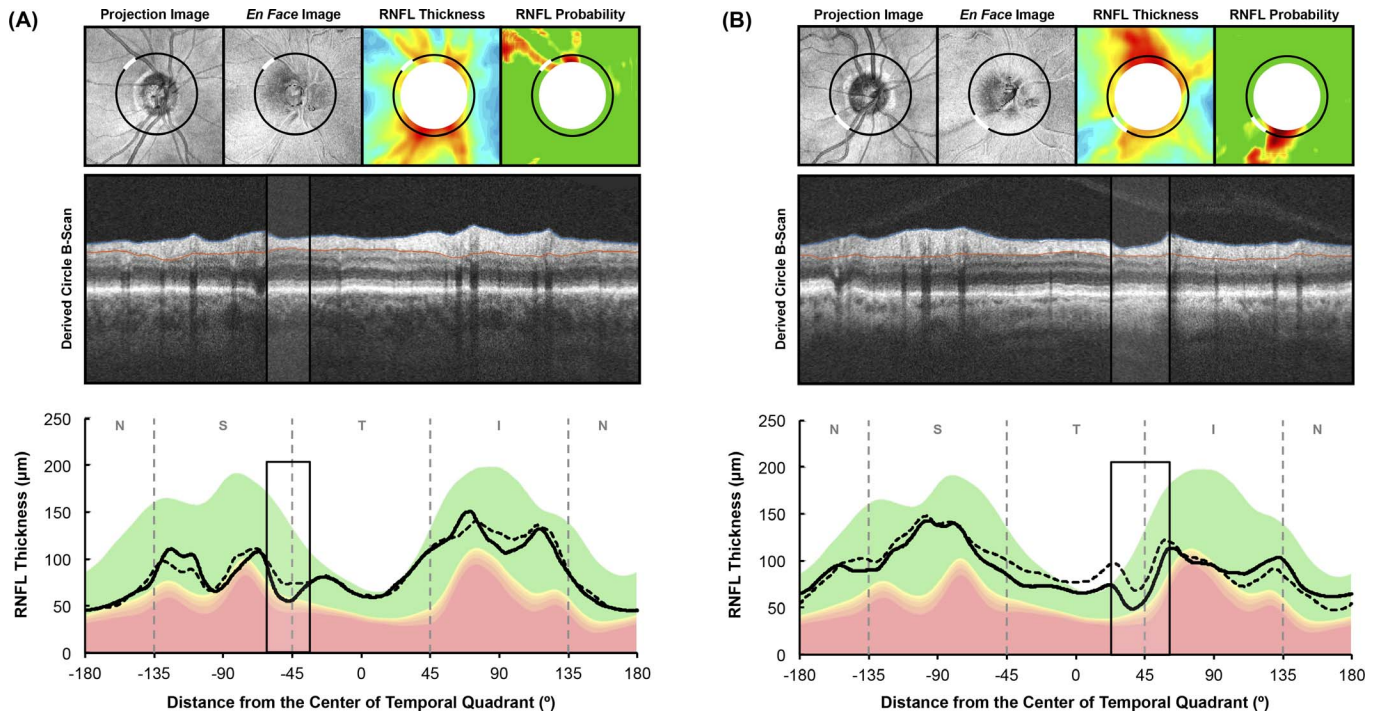 (A)
Projection Image En Face Image RNFL Thickness RNFL Probability
Derived Circle B-Scan
250
200
150
100
50
0
RNFL Thickness (µm)
N S T I N
-180 -135 -90 -45 0 45 90 135 180
Distance from the Center of Temporal Quadrant (º)
(B)
Projection Image En Face Image RNFL Thickness RNFL Probability
Derived Circle B-Scan
250
200
150
100
50
0
RNFL Thickness (µm)
N S T I N
-180 -135 -90 -45 0 45 90 135 180
Distance from the Center of Temporal Quadrant (º)